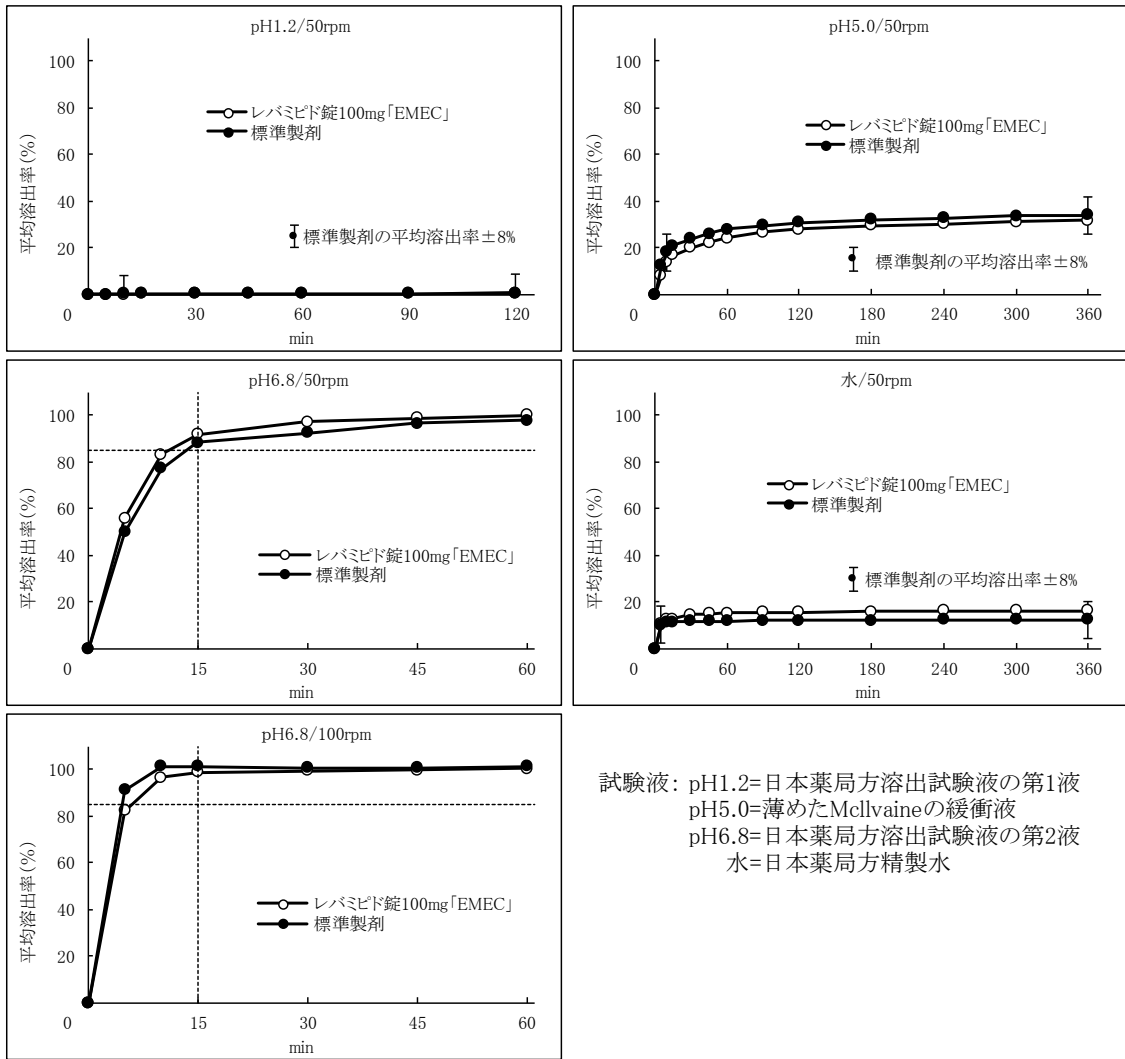 pH1.2/50rpm
100
80
60
40
20
0
30
60
90
120
min
平均溶出率(%)
レバミピド錠100mg「EMEC」
標準製剤
標準製剤の平均溶出率±8%
pH5.0/50rpm
100
80
60
40
20
0
60
120
180
240
300
360
min
平均溶出率(%)
レバミピド錠100mg「EMEC」
標準製剤
標準製剤の平均溶出率±8%
pH6.8/50rpm
100
80
60
40
20
0
15
30
45
60
min
平均溶出率(%)
レバミピド錠100mg「EMEC」
標準製剤
水/50rpm
100
80
60
40
20
0
60
120
180
240
300
360
min
平均溶出率(%)
レバミピド錠100mg「EMEC」
標準製剤
標準製剤の平均溶出率±8%
pH6.8/100rpm
100
80
60
40
20
0
15
30
45
60
min
平均溶出率(%)
レバミピド錠100mg「EMEC」
標準製剤
試験液: pH1.2=日本薬局方溶出試験液の第1液
pH5.0=薄めたMcIlvaineの緩衝液
pH6.8=日本薬局方溶出試験液の第2液
水=日本薬局方精製水